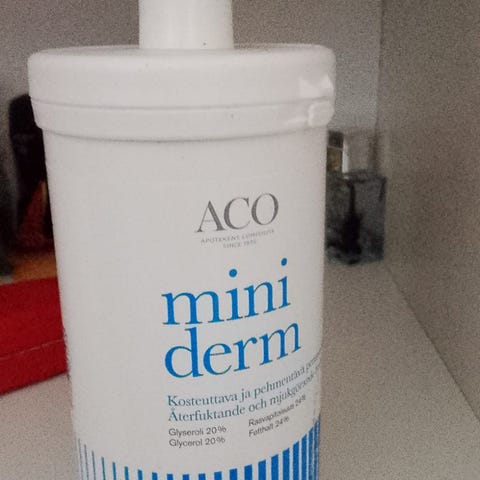 ACO
APOTEKENS COMPOSITA
SINCE 1939
mini
derm
Kosteuttava ja pehmentävä
Återfuktande och mjukgörande
Glyseroli 20% Rasvapitoisuus 24%
Glycerol 20% Fetthalt 24%